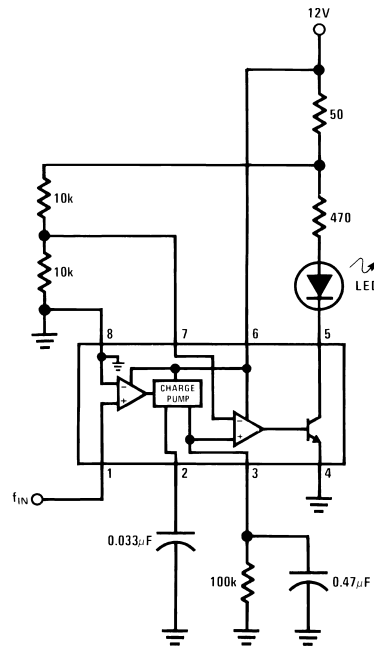 12V
50
10k
470
10k
LED
8 7 6 5
CHARGE
PUMP
− +
− +
1 2 3 4
fIN
0.033μF
100k
0.47μF